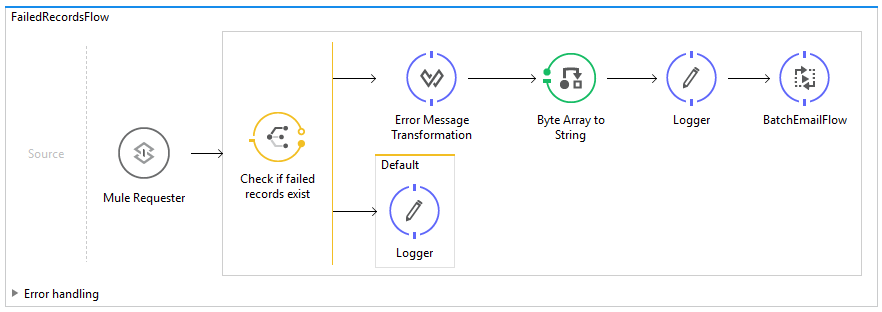 FailedRecordsFlow
Source
Mule Requester
Check if failed
records exist
Error Message
Transformation
Byte Array to
String
Logger
BatchEmailFlow
Default
Logger
Error handling